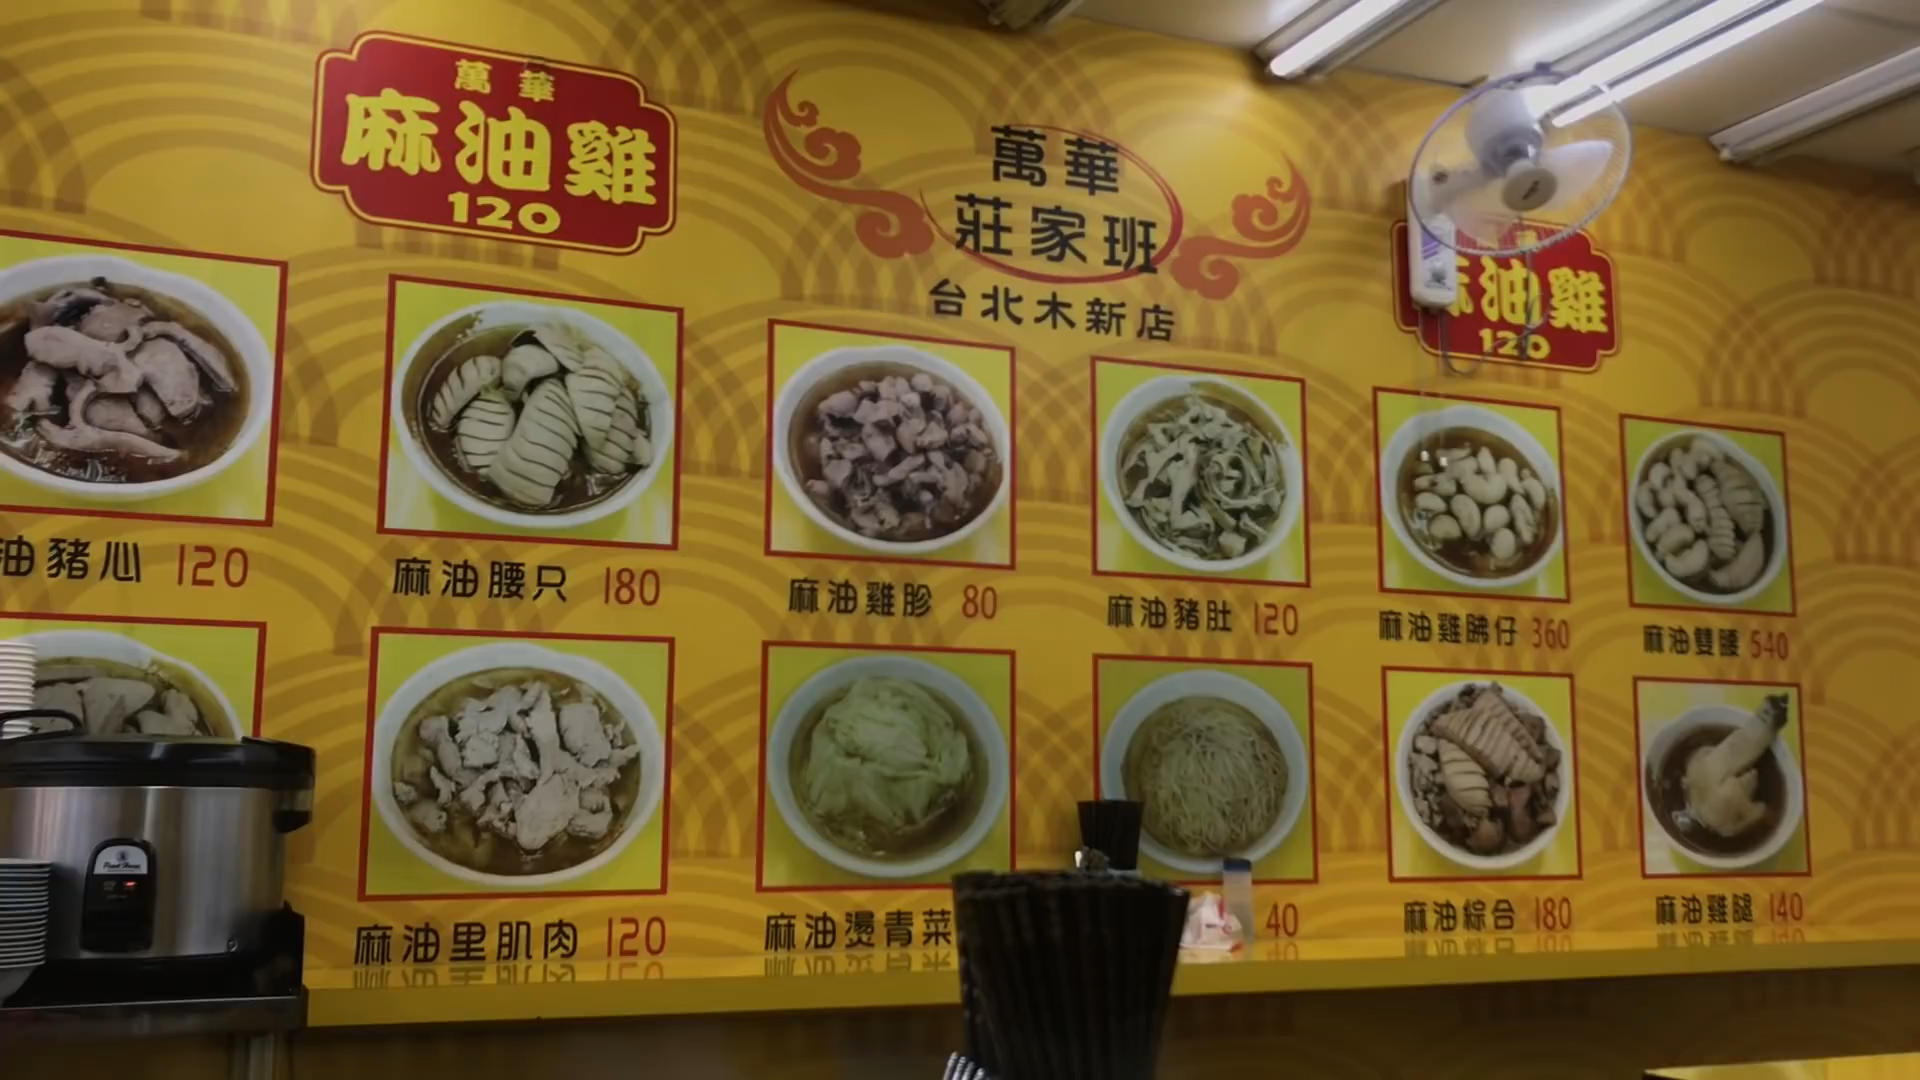 萬華
麻油雞
120
萬華
莊家班
台北木新店
油雞
120
油豬心 120
麻油腰只 180
麻油雞胗 80
麻油豬肚 120
麻油雞腓仔 360
麻油雙腰 540
麻油里肌肉 120
麻油燙青菜
40
麻油綜合 180
麻油雞腿 140